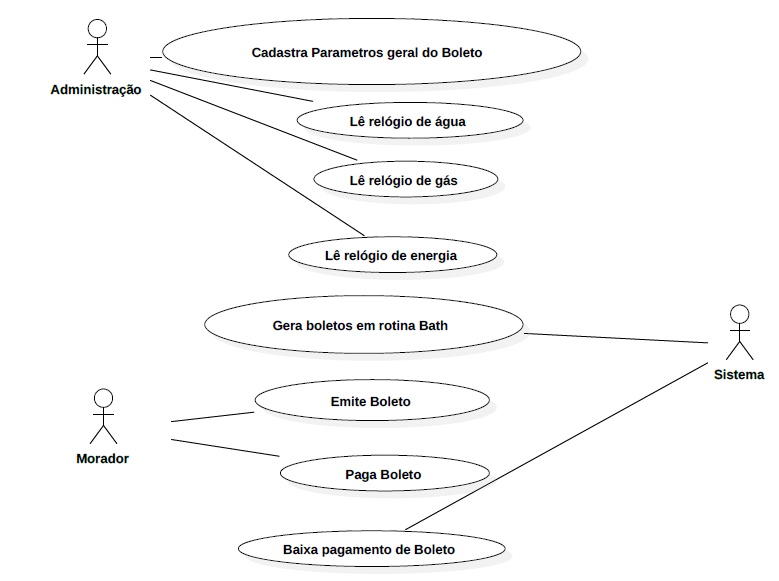 Cadastra Parametros geral do Boleto
Administração
Lê relógio de água
Lê relógio de gás
Lê relógio de energia
Gera boletos em rotina Bath
Sistema
Emite Boleto
Morador
Paga Boleto
Baixa pagamento de Boleto